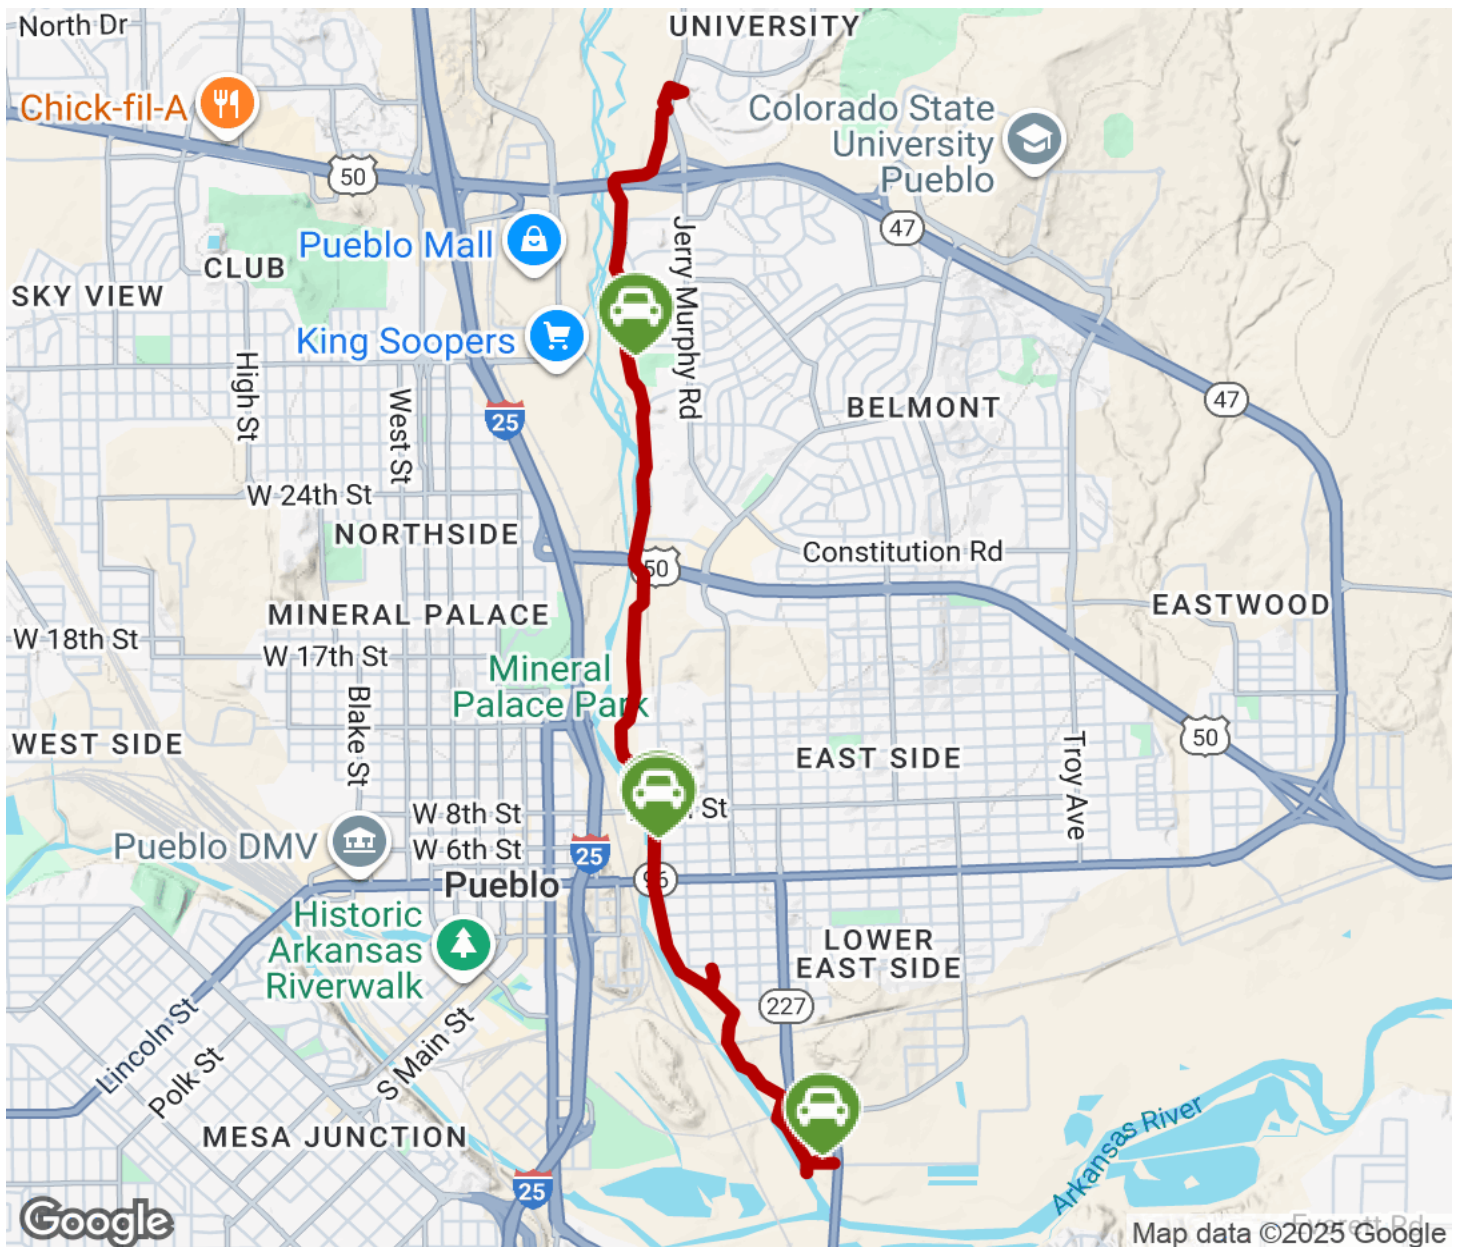 North Dr
UNIVERSITY
Chick-fil-A
Colorado State
University
Pueblo
50
47
Pueblo Mall
CLUB
SKY VIEW
Jerry Murphy Rd
King Soopers
High St
West St
25
BELMONT
47
W 24th St
NORTHSIDE
Constitution Rd
50
MINERAL PALACE
EASTWOOD
W 18th St
W 17th St
Mineral
Palace Park
Blake St
WEST SIDE
EAST SIDE
Troy Ave
50
W 8th St
St
Pueblo DMV
W 6th St
25
Pueblo
96
Historic
Arkansas
Riverwalk
LOWER
EAST SIDE
227
Lincoln St
S Main St
Polk St
MESA JUNCTION
Arkansas River
25
Google
Everett Rd
Map data ©2025 Google